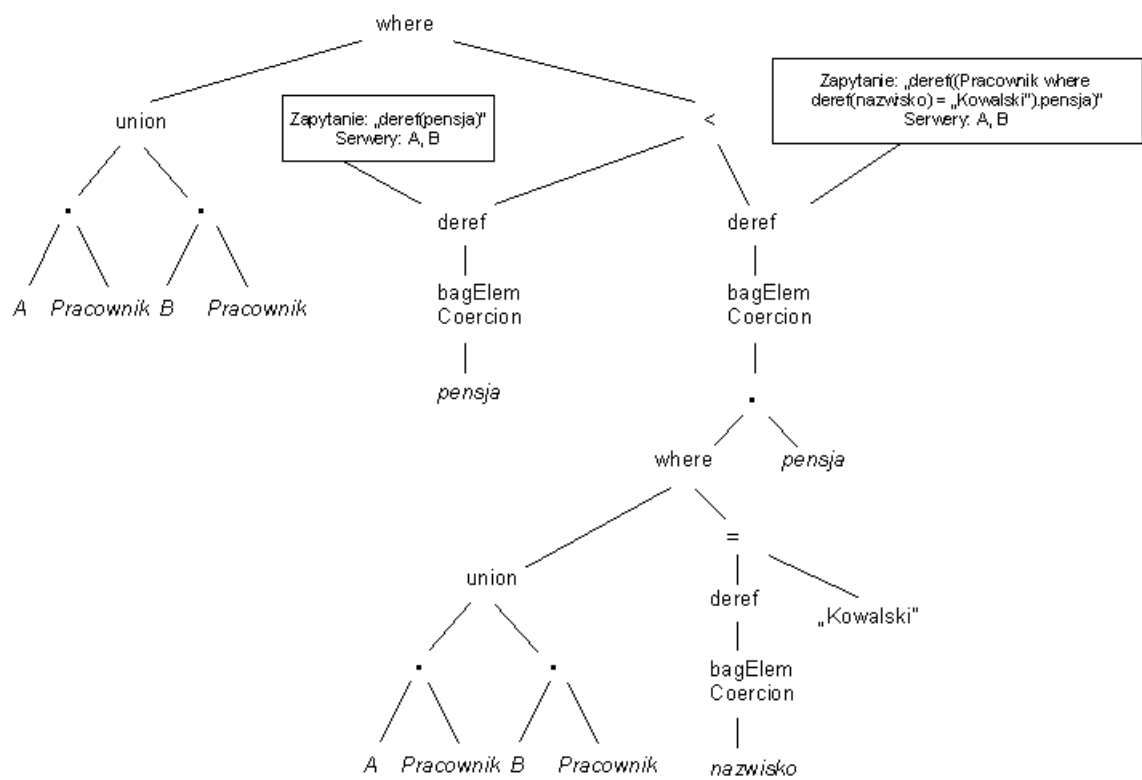 where
Zapytanie: „deref((Pracownik where
deref(nazwisko) = „Kowalski").pensja)"
Serwery: A, B
union
Zapytanie: „deref(pensja)"
Serwery: A, B
<
.
.
deref
deref
A
Pracownik
B
Pracownik
bagElem
Coercion
bagElem
Coercion
pensja
.
where
pensja
=
union
deref
„Kowalski"
.
.
bagElem
Coercion
A
Pracownik
B
Pracownik
nazwisko